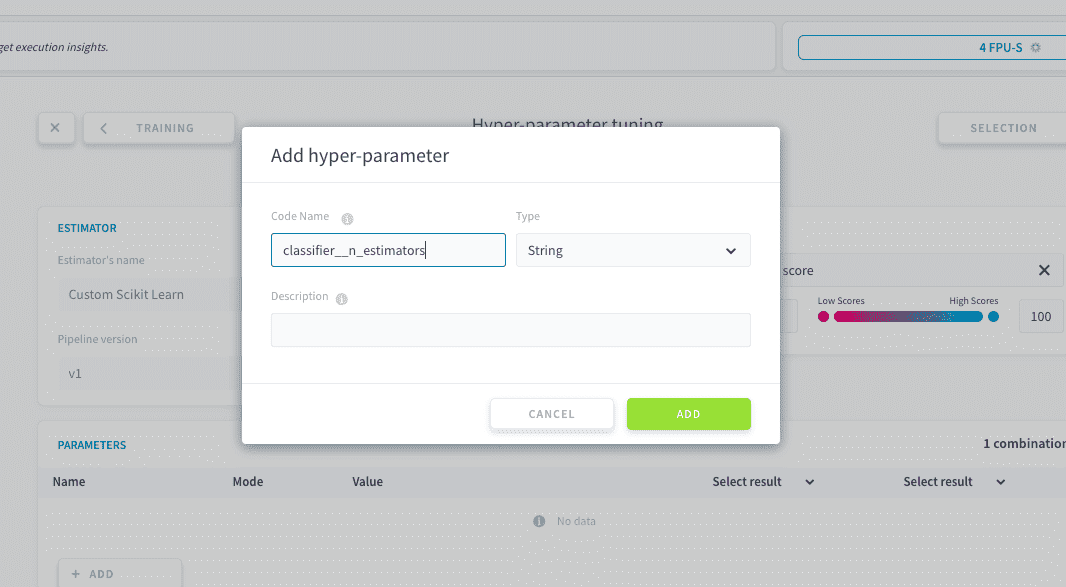 get execution insights.
4 FPU-S
TRAINING
Hyper-parameter tuning
SELECTION
Add hyper-parameter
Code Name
Type
classifier__n_estimators
String
Description
CANCEL
ADD
ESTIMATOR
Estimator's name
Custom Scikit Learn
Pipeline version
v1
score
Low Scores
High Scores
100
PARAMETERS
1 combination
Name
Mode
Value
Select result
Select result
No data
+ ADD